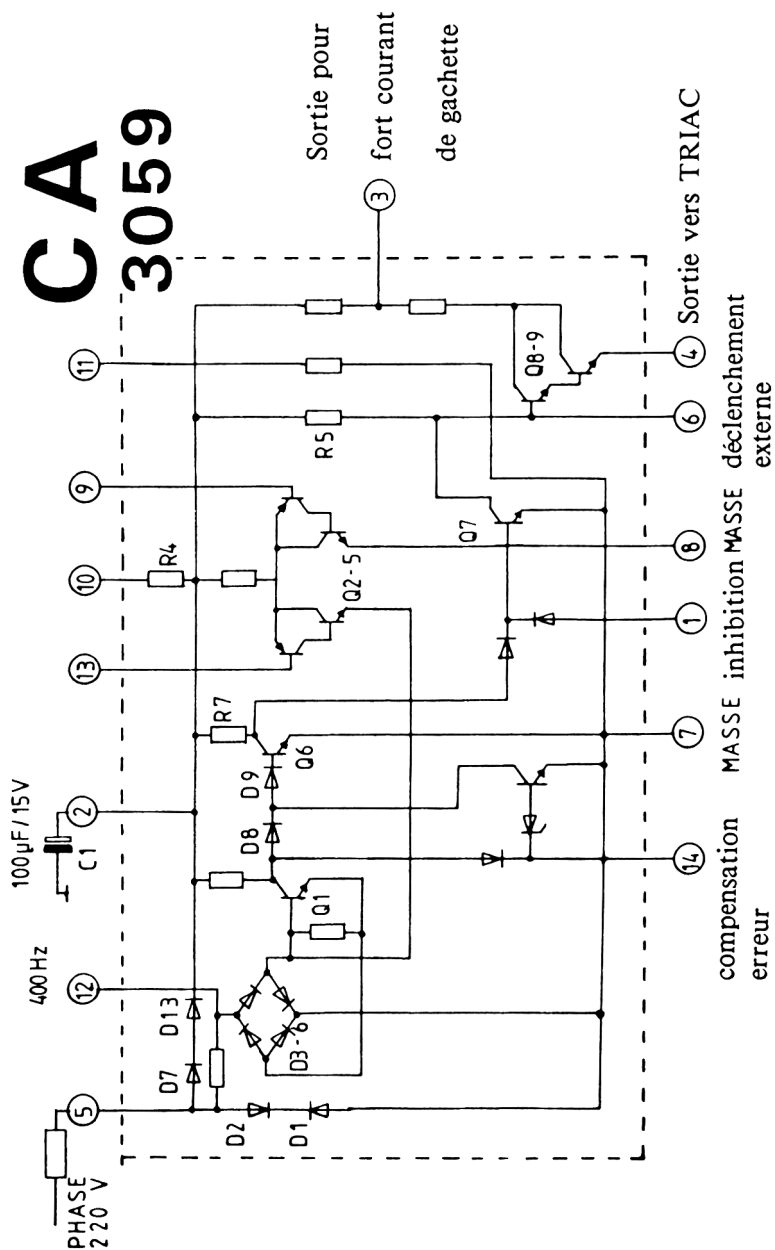 CA
3059
PHASE
220 V
5
12
400 Hz
2
100µF/15V
C1
13
10
9
11
D7
D13
R7
R4
R5
D2
D1
D3-6
Q1
D8
D9
Q6
Q2-5
Q7
Q8-9
3
Sortie pour
fort courant
de gachette
14
compensation
erreur
7
MASSE
1
inhibition
8
MASSE
6
déclenchement
externe
4
Sortie vers TRIAC